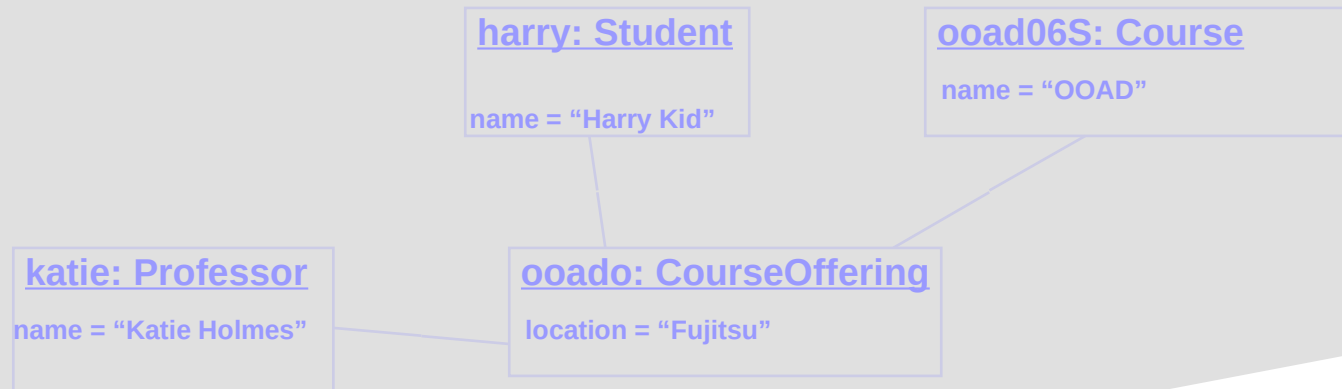 harry: Student
name = “Harry Kid”
ooad06S: Course
name = “OOAD”
katie: Professor
name = “Katie Holmes”
ooado: CourseOffering
location = “Fujitsu”